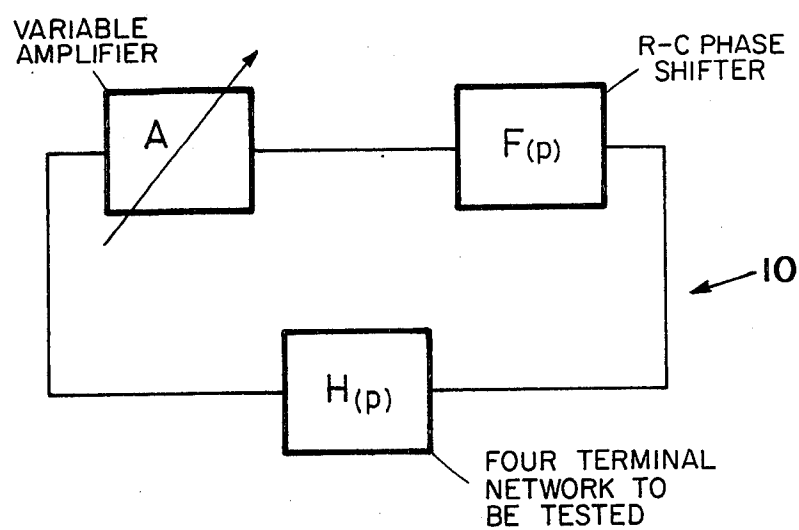 VARIABLE
AMPLIFIER
R-C PHASE
SHIFTER
A
F(p)
10
H(p)
FOUR TERMINAL
NETWORK TO
BE TESTED